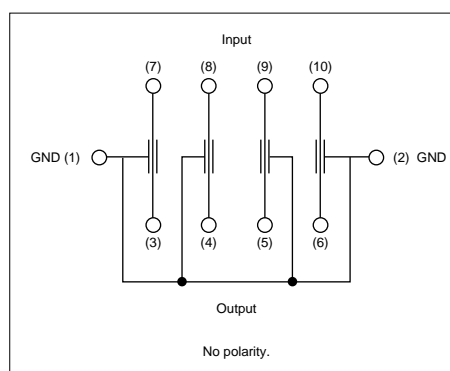 Input
(7) (8) (9) (10)
GND (1) (2) GND
(3) (4) (5) (6)
Output
No polarity.